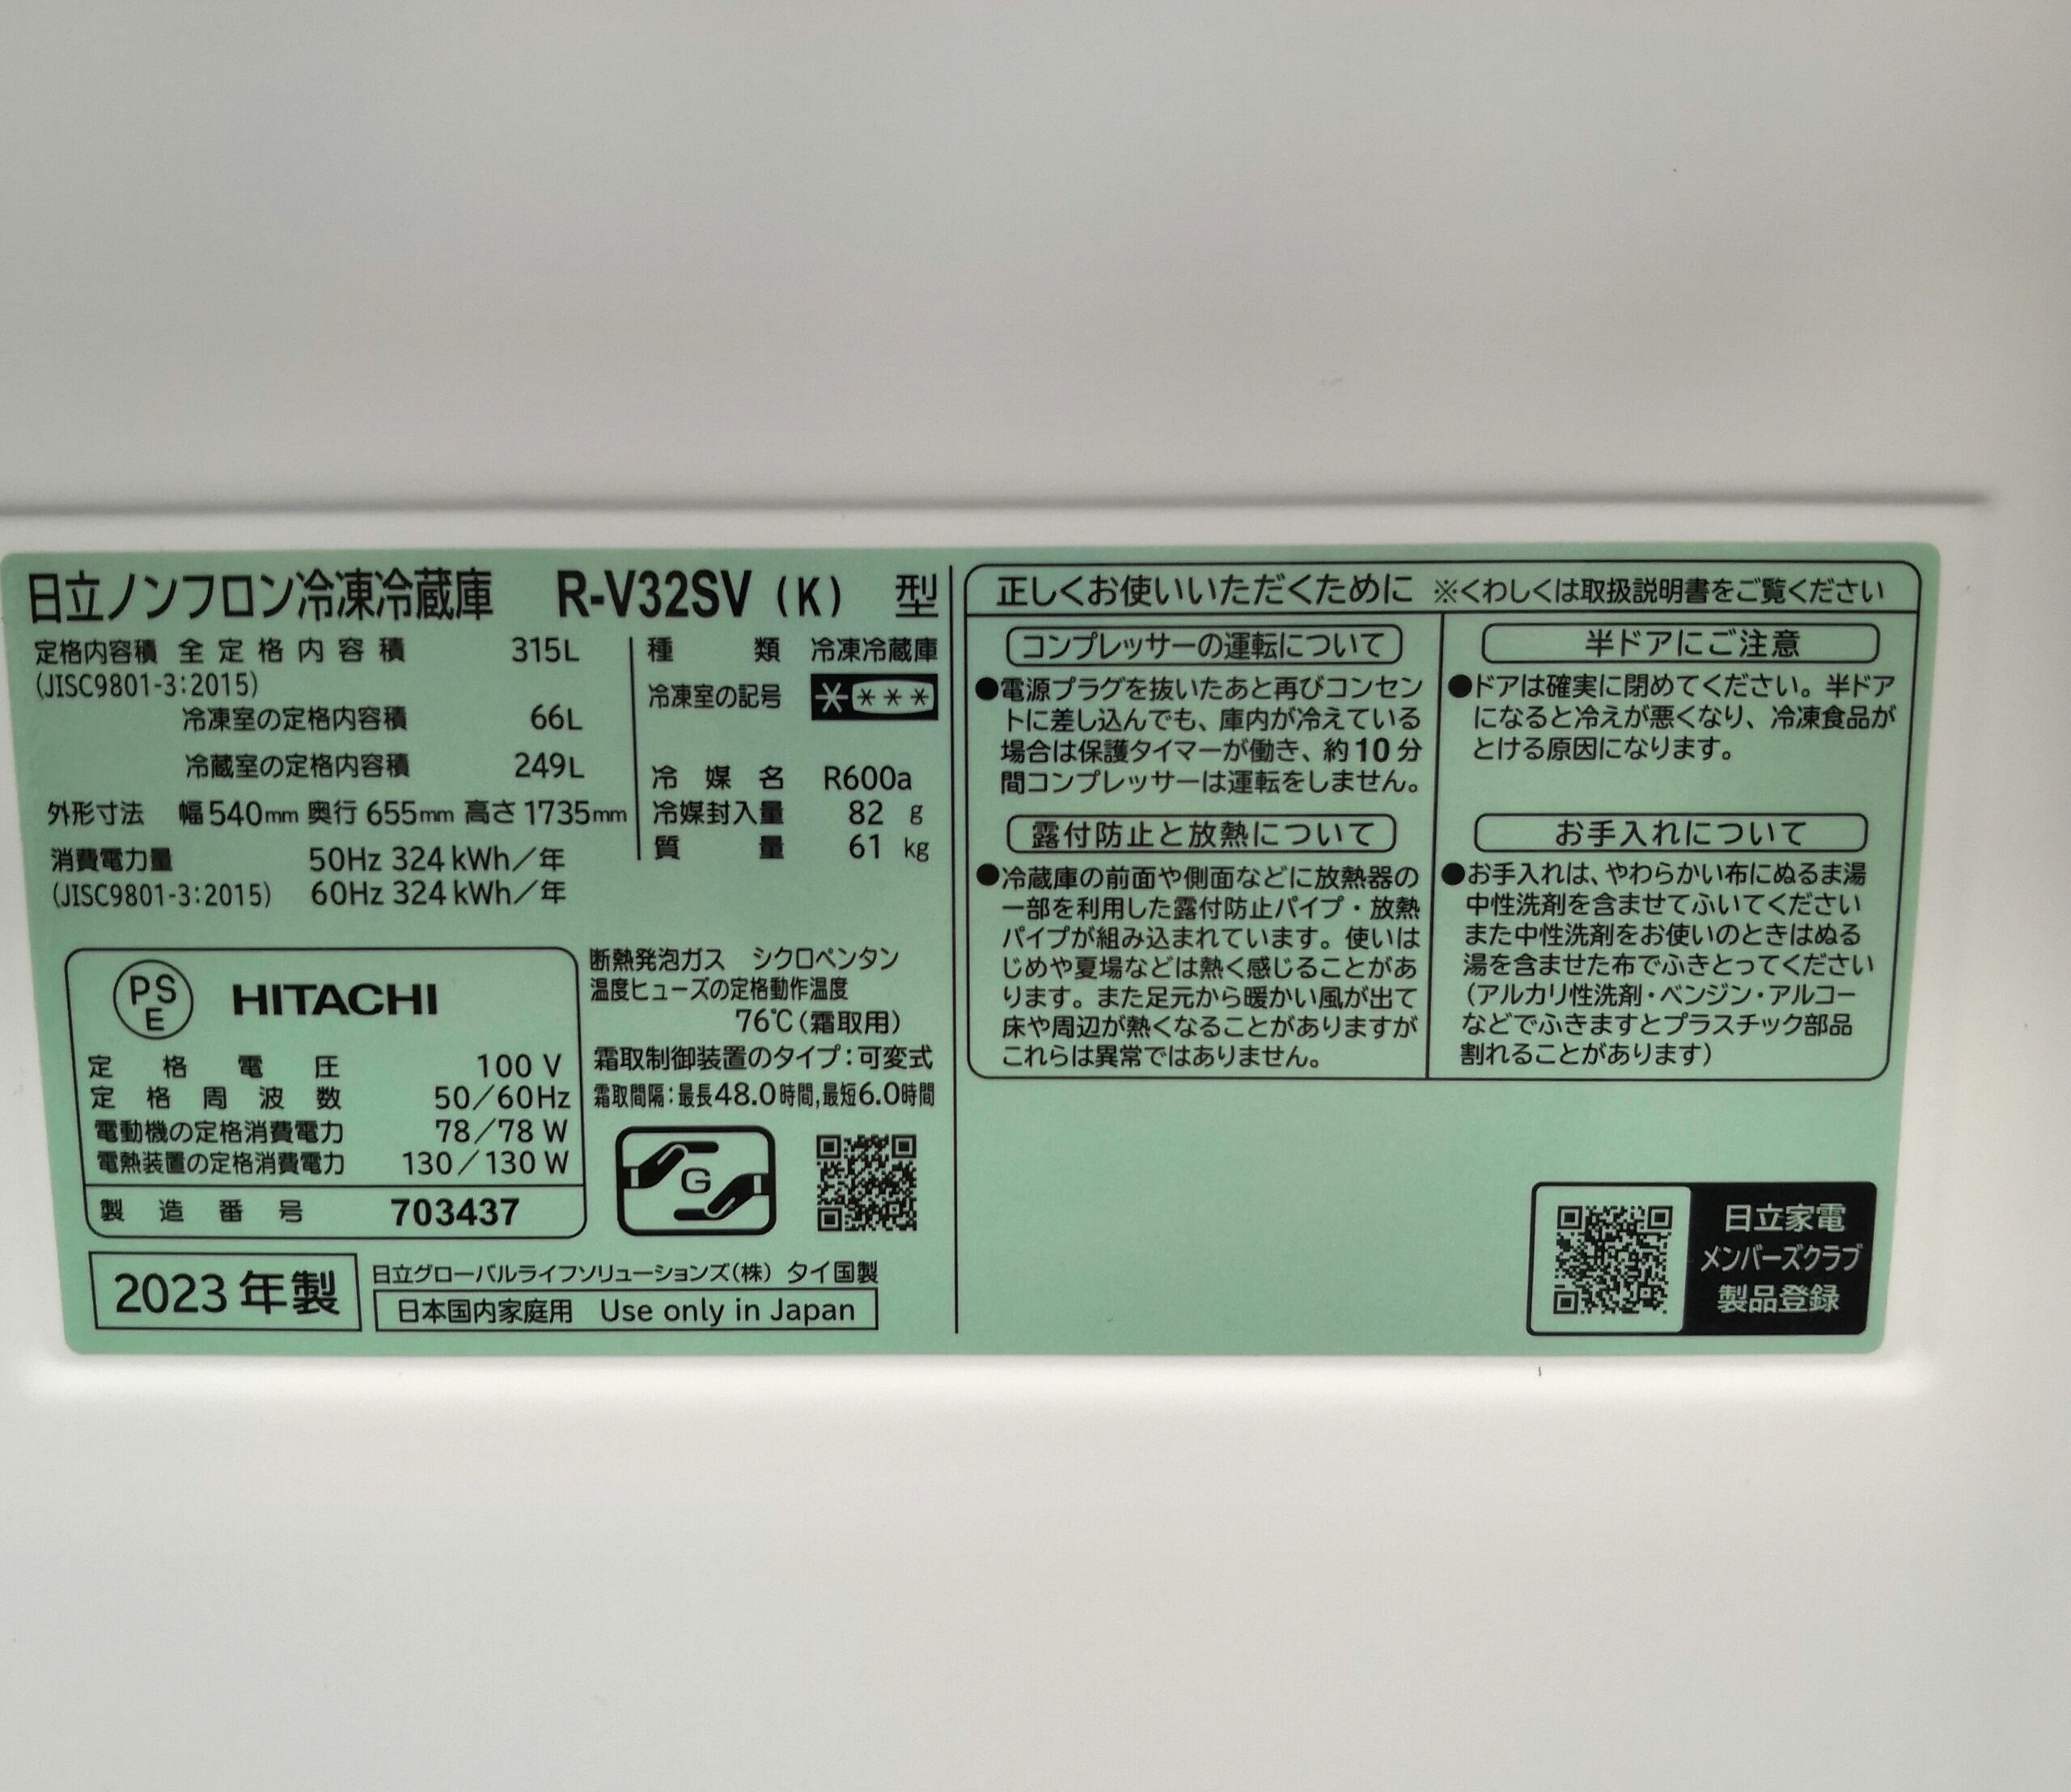 日立ノンフロン冷凍冷蔵庫 R-V32SV (K) 型
定格内容積 全定格内容積 315L
(JISC9801-3:2015)
冷凍室の定格内容積 66L
冷蔵室の定格内容積 249L
外形寸法 幅540mm 奥行655mm 高さ1735mm
消費電力量 50Hz 324kWh/年
(JISC9801-3:2015) 60Hz 324kWh/年
種類 冷凍冷蔵庫
冷凍室の記号 ****
冷媒名 R600a
冷媒封入量 82 g
質量 61 kg
PS
E
HITACHI
定格電圧 100 V
定格周波数 50/60Hz
電動機の定格消費電力 78/78 W
電熱装置の定格消費電力 130/130 W
製造番号 703437
断熱発泡ガス シクロペンタン
温度ヒューズの定格動作温度
76℃(霜取用)
霜取制御装置のタイプ:可変式
霜取間隔:最長48.0時間,最短6.0時間
G
2023年製
日立グローバルライフソリューションズ(株) タイ国製
日本国内家庭用 Use only in Japan
正しくお使いいただくために ※くわしくは取扱説明書をご覧ください
コンプレッサーの運転について
●電源プラグを抜いたあと再びコンセン
トに差し込んでも、庫内が冷えている
場合は保護タイマーが働き、約10分
間コンプレッサーは運転をしません。
露付防止と放熱について
●冷蔵庫の前面や側面などに放熱器の
一部を利用した露付防止パイプ・放熱
パイプが組み込まれています。使いは
じめや夏場などは熱く感じることがあ
ります。また足元から暖かい風が出て
床や周辺が熱くなることがありますが
これらは異常ではありません。
半ドアにご注意
●ドアは確実に閉めてください。半ドア
になると冷えが悪くなり、冷凍食品が
とける原因になります。
お手入れについて
●お手入れは、やわらかい布にぬるま湯
中性洗剤を含ませてふいてください
また中性洗剤をお使いのときはぬる
湯を含ませた布でふきとってください
(アルカリ性洗剤・ベンジン・アルコー
などでふきますとプラスチック部品
割れることがあります)
日立家電
メンバーズクラブ
製品登録